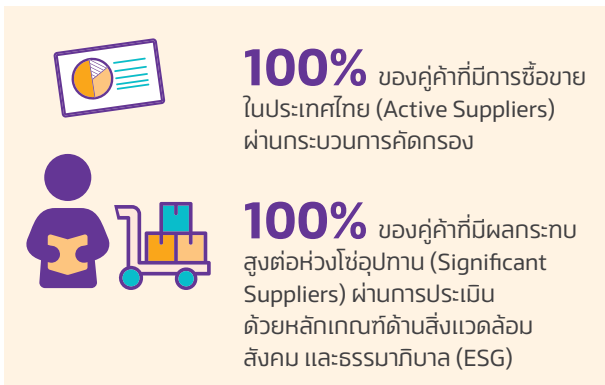 100% ของคู่ค้าที่มีการซื้อขาย
ในประเทศไทย (Active Suppliers)
ผ่านกระบวนการคัดกรอง
100% ของคู่ค้าที่มีผลกระทบ
สูงต่อห่วงโซ่อุปทาน (Significant
Suppliers) ผ่านการประเมิน
ด้วยหลักเกณฑ์ด้านสิ่งแวดล้อม
สังคม และธรรมาภิบาล (ESG)